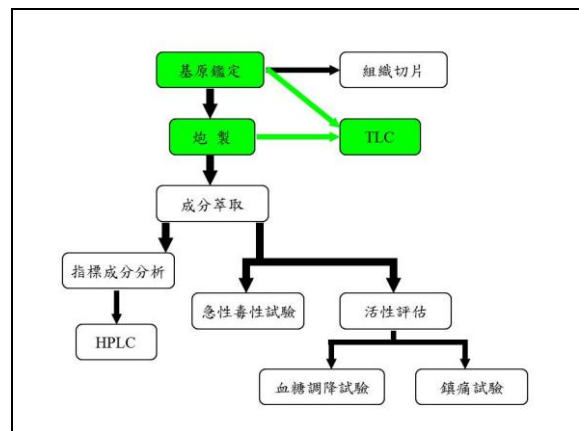 基原鑑定
組織切片
炮 製
TLC
成分萃取
指標成分分析
急性毒性試驗
活性評估
HPLC
血糖調降試驗
鎮痛試驗